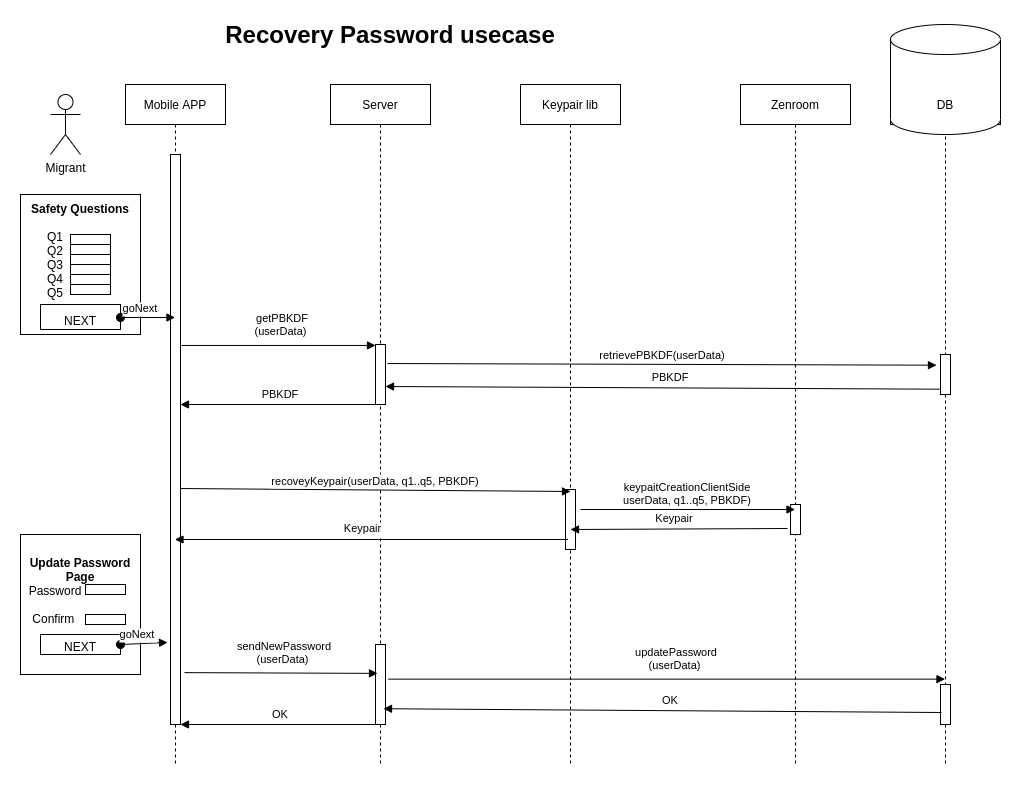 Recovery Password usecase
Mobile APP
Server
Keypair lib
Zenroom
DB
Migrant
Safety Questions
Q1
Q2
Q3
Q4
Q5
NEXT
goNext
getPBKDF
(userData)
retrievePBKDF(userData)
PBKDF
PBKDF
recoveyKeypair(userData, q1..q5, PBKDF)
keypaitCreationClientSide
userData, q1..q5, PBKDF)
Keypair
Keypair
Update Password
Page
Password
Confirm
NEXT
goNext
sendNewPassword
(userData)
updatePassword
(userData)
OK
OK